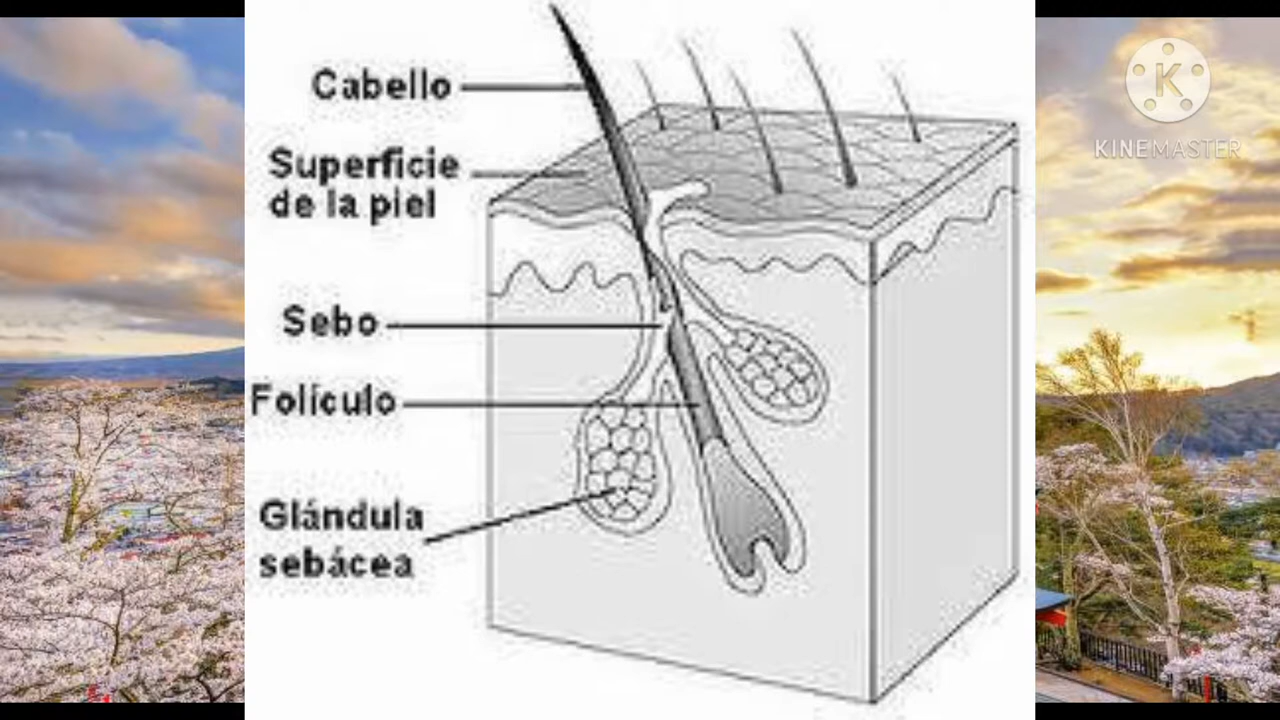 Cabello
Superficie
de la piel
Sebo
Folículo
Glándula
sebácea
K
KINEMASTER